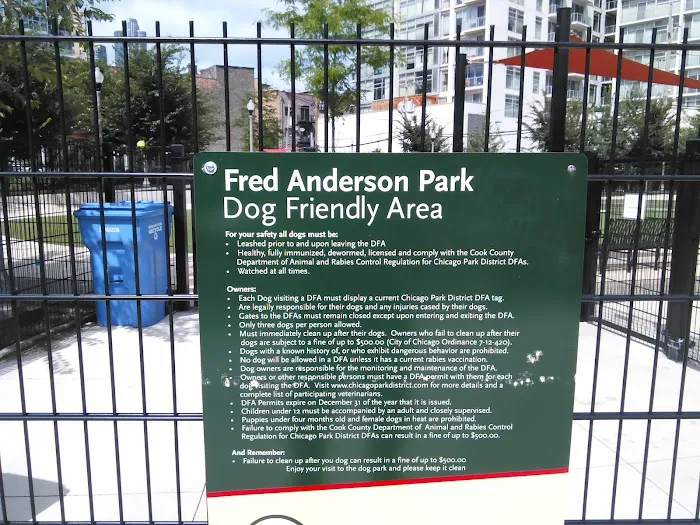 Fred Anderson Park
Dog Friendly Area
For your safety all dogs must be:
• Leashed prior to and upon leaving the DFA
• Healthy, fully immunized, dewormed, licensed and comply with the Cook County
Department of Animal and Rabies Control Regulation for Chicago Park District DFAs.
• Watched at all times.
Owners:
• Each Dog visiting a DFA must display a current Chicago Park District DFA tag.
• Are legally responsible for their dogs and any injuries caused by their dogs.
• Gates to the DFAs must remain closed except upon entering and exiting the DFA.
• Only three dogs per person allowed.
• Must immediately clean up after their dogs. Owners who fail to clean up after their
dogs are subject to a fine of up to $500.00 (City of Chicago Ordinance 7-12-420).
• Dogs with a known history of, or who exhibit dangerous behavior are prohibited.
• No dog will be allowed in a DFA unless it has a current rabies vaccination.
Dog owners are responsible for the monitoring and maintenance of the DFA.
• Owners or other responsible persons must have a DFA permit with them for each
dog visiting the DFA. Visit www.chicagoparkdistrict.com for more details and a
complete list of participating veterinarians.
• DFA Permits expire on December 31 of the year that it is issued.
• Children under 12 must be accompanied by an adult and closely supervised.
• Puppies under four months old and female dogs in heat are prohibited.
• Failure to comply with the Cook County Department of Animal and Rabies Control
Regulation for Chicago Park District DFAs can result in a fine of up to $500.00.
And Remember:
• Failure to clean up after you dog can result in a fine of up to $500.00
Enjoy your visit to the dog park and please keep it clean